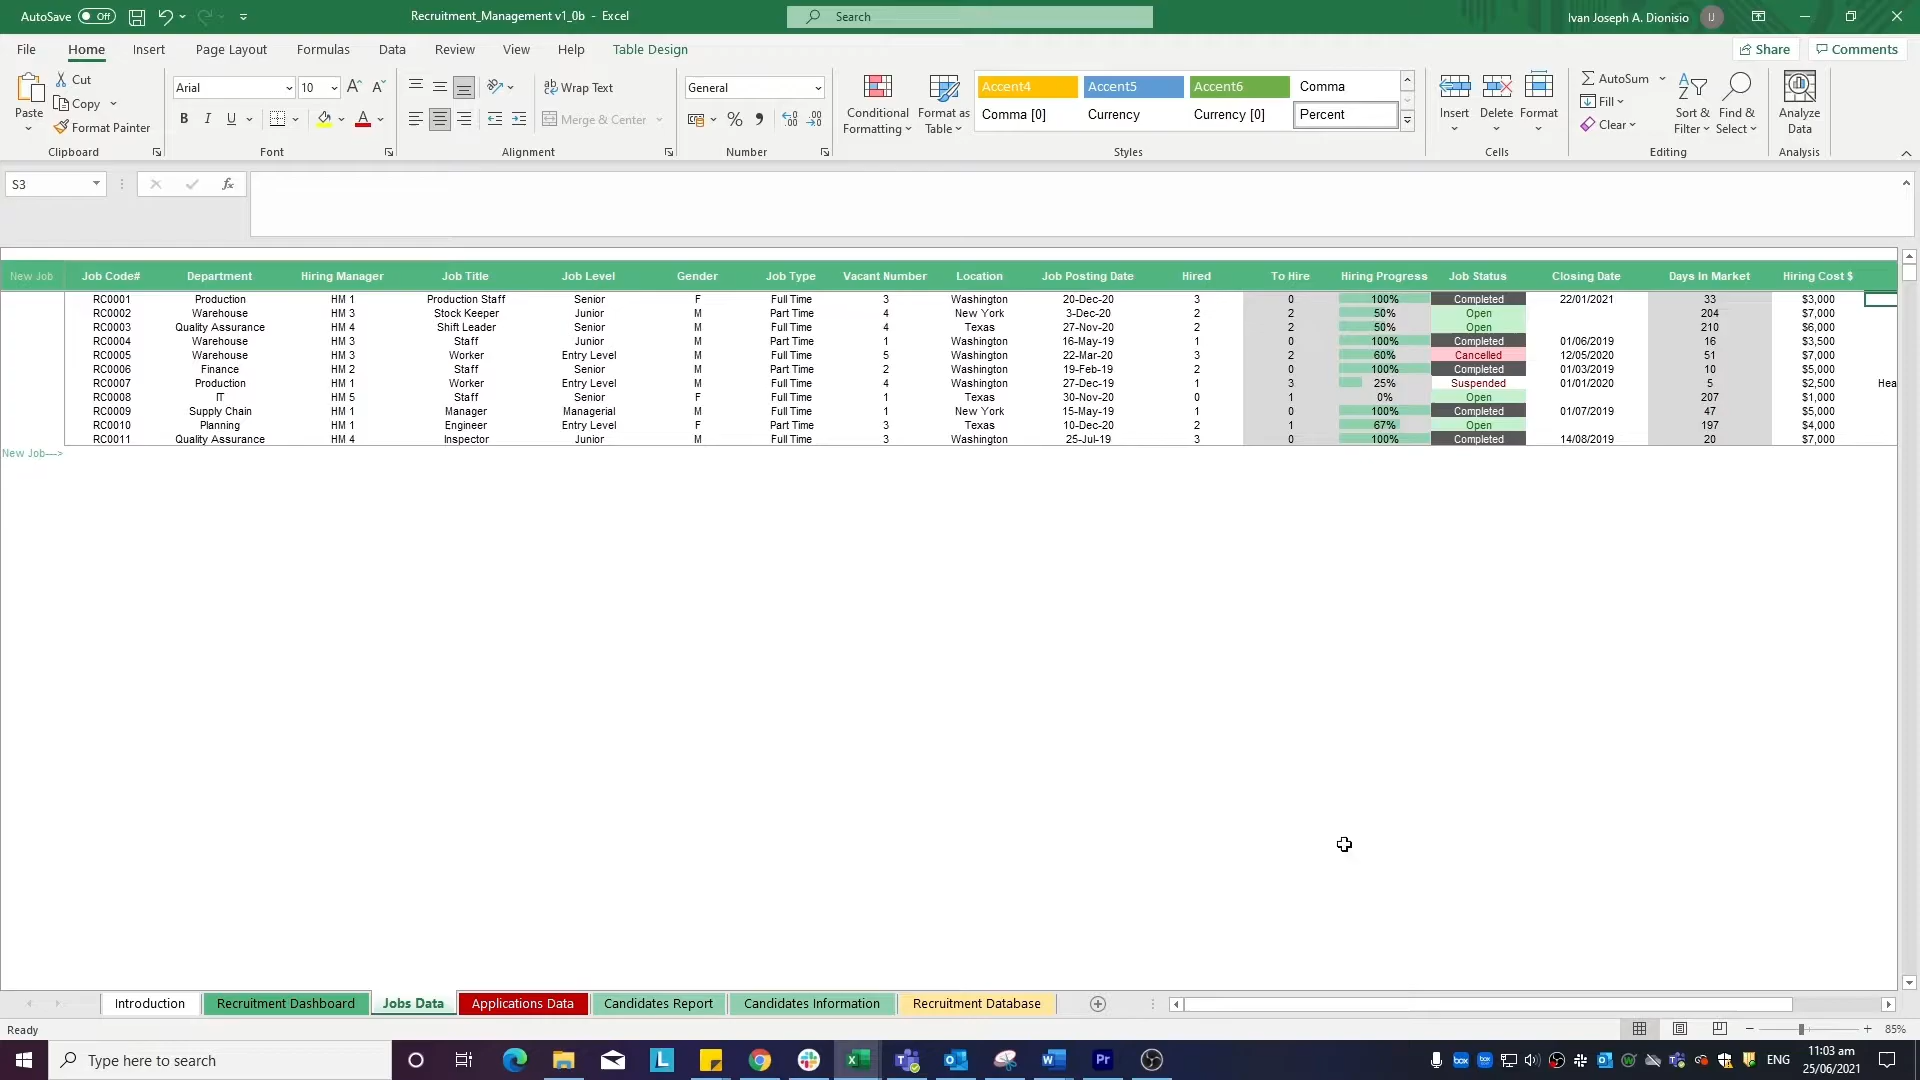 AutoSave Off Recruitment_Management v1_0b - Excel Search Ivan Joseph A. Dionisio IJ
File Home Insert Page Layout Formulas Data Review View Help Table Design Share Comments
Paste Cut Copy Format Painter
Arial 10
Wrap Text
Merge & Center
General
Conditional Formatting Format as Table
Accent4 Accent5 Accent6 Comma
Comma [0] Currency Currency [0] Percent
Insert Delete Format
AutoSum Fill Clear
Sort & Filter Find & Select
Analyze Data
Clipboard Font Alignment Number Styles Cells Editing Analysis
S3 fx
New Job Job Code# Department Hiring Manager Job Title Job Level Gender Job Type Vacant Number Location Job Posting Date Hired To Hire Hiring Progress Job Status Closing Date Days In Market Hiring Cost $
RC0001 Production HM 1 Production Staff Senior F Full Time 3 Washington 20-Dec-20 3 0 100% Completed 22/01/2021 33 $3,000
RC0002 Warehouse HM 3 Stock Keeper Junior M Part Time 4 New York 3-Dec-20 2 2 50% Open 204 $7,000
RC0003 Quality Assurance HM 4 Shift Leader Senior M Full Time 4 Texas 27-Nov-20 2 2 50% Open 210 $6,000
RC0004 Warehouse HM 3 Staff Junior M Part Time 1 Washington 16-May-19 1 0 100% Completed 01/06/2019 16 $3,500
RC0005 Warehouse HM 3 Worker Entry Level M Full Time 5 Washington 22-Mar-20 3 2 60% Cancelled 12/05/2020 51 $7,000
RC0006 Finance HM 2 Staff Senior M Part Time 2 Washington 19-Feb-19 2 0 100% Completed 01/03/2019 10 $5,000
RC0007 Production HM 1 Worker Entry Level M Full Time 4 Washington 27-Dec-19 1 3 25% Suspended 01/01/2020 5 $2,500 Hea
RC0008 IT HM 5 Staff Senior F Full Time 1 Texas 30-Nov-20 0 1 0% Open 207 $1,000
RC0009 Supply Chain HM 1 Manager Managerial M Full Time 1 New York 15-May-19 1 0 100% Completed 01/07/2019 47 $5,000
RC0010 Planning HM 1 Engineer Entry Level F Part Time 3 Texas 10-Dec-20 2 1 67% Open 197 $4,000
RC0011 Quality Assurance HM 4 Inspector Junior M Full Time 3 Washington 25-Jul-19 3 0 100% Completed 14/08/2019 20 $7,000
New Job--->
Introduction Recruitment Dashboard Jobs Data Applications Data Candidates Report Candidates Information Recruitment Database
Ready 85%
Type here to search ENG 11:03 am
25/06/2021